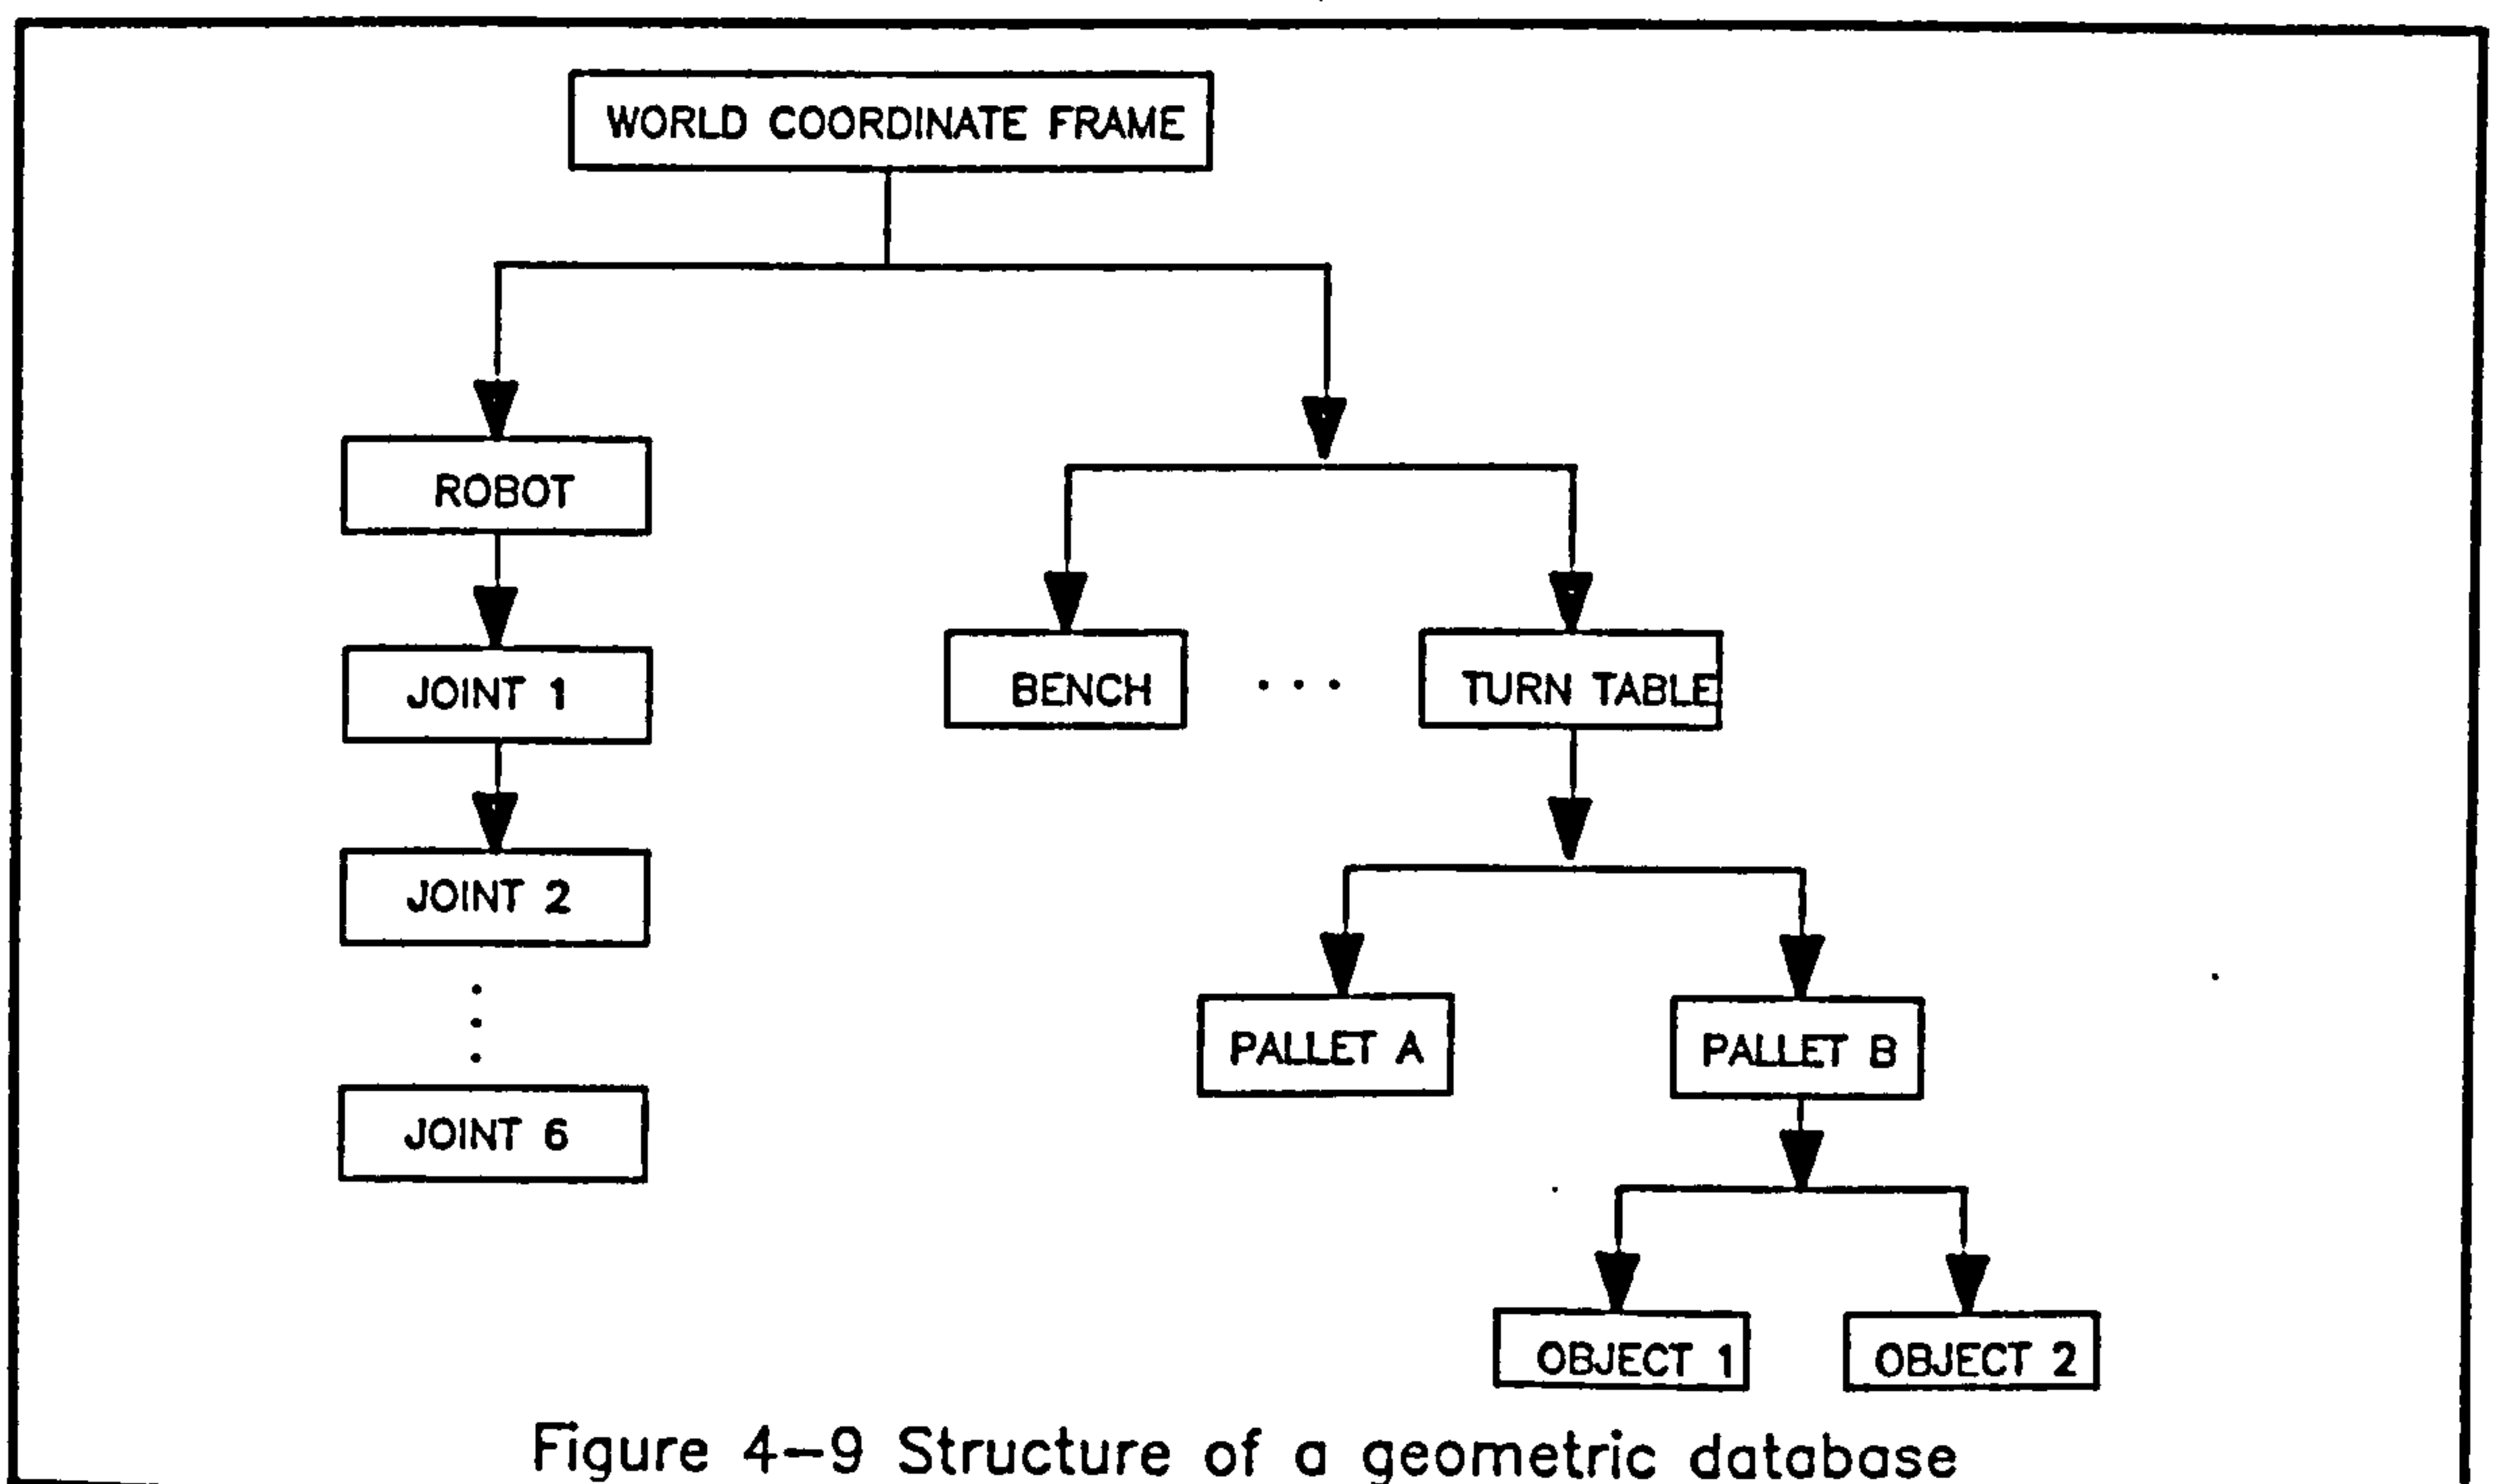 WORLD COORDINATE FRAME
ROBOT
JOINT 1
BENCH
...
TURN TABLE
JOINT 2
PALLET A
PALLET B
JOINT 6
OBJECT 1
OBJECT 2
Figure 4-9 Structure of a geometric database